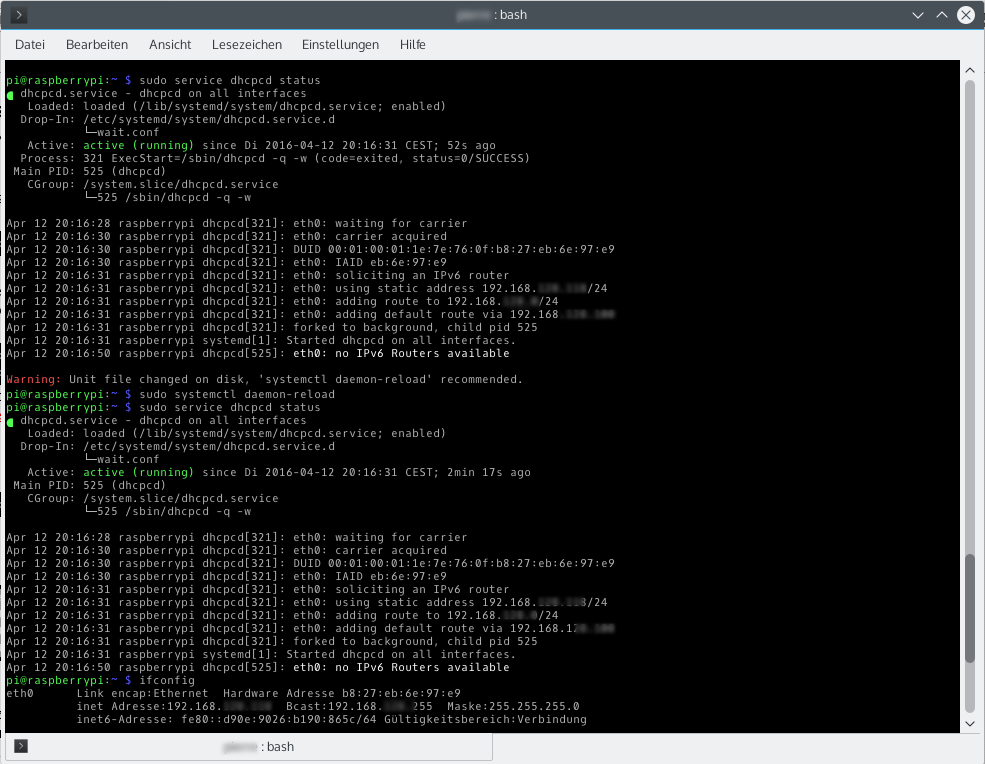 : bash
Datei Bearbeiten Ansicht Lesezeichen Einstellungen Hilfe
pi@raspberrypi:~ $ sudo service dhcpcd status
● dhcpcd.service - dhcpcd on all interfaces
Loaded: loaded (/lib/systemd/system/dhcpcd.service; enabled)
Drop-In: /etc/systemd/system/dhcpcd.service.d
└─wait.conf
Active: active (running) since Di 2016-04-12 20:16:31 CEST; 52s ago
Process: 321 ExecStart=/sbin/dhcpcd -q -w (code=exited, status=0/SUCCESS)
Main PID: 525 (dhcpcd)
CGroup: /system.slice/dhcpcd.service
└─525 /sbin/dhcpcd -q -w
Apr 12 20:16:28 raspberrypi dhcpcd[321]: eth0: waiting for carrier
Apr 12 20:16:30 raspberrypi dhcpcd[321]: eth0: carrier acquired
Apr 12 20:16:30 raspberrypi dhcpcd[321]: DUID 00:01:00:01:1e:7e:76:0f:b8:27:eb:6e:97:e9
Apr 12 20:16:30 raspberrypi dhcpcd[321]: eth0: IAID eb:6e:97:e9
Apr 12 20:16:31 raspberrypi dhcpcd[321]: eth0: soliciting an IPv6 router
Apr 12 20:16:31 raspberrypi dhcpcd[321]: eth0: using static address 192.168. /24
Apr 12 20:16:31 raspberrypi dhcpcd[321]: eth0: adding route to 192.168. /24
Apr 12 20:16:31 raspberrypi dhcpcd[321]: eth0: adding default route via 192.168
Apr 12 20:16:31 raspberrypi dhcpcd[321]: forked to background, child pid 525
Apr 12 20:16:31 raspberrypi systemd[1]: Started dhcpcd on all interfaces.
Apr 12 20:16:50 raspberrypi dhcpcd[525]: eth0: no IPv6 Routers available
Warning: Unit file changed on disk, 'systemctl daemon-reload' recommended.
pi@raspberrypi:~ $ sudo systemctl daemon-reload
pi@raspberrypi:~ $ sudo service dhcpcd status
● dhcpcd.service - dhcpcd on all interfaces
Loaded: loaded (/lib/systemd/system/dhcpcd.service; enabled)
Drop-In: /etc/systemd/system/dhcpcd.service.d
└─wait.conf
Active: active (running) since Di 2016-04-12 20:16:31 CEST; 2min 17s ago
Main PID: 525 (dhcpcd)
CGroup: /system.slice/dhcpcd.service
└─525 /sbin/dhcpcd -q -w
Apr 12 20:16:28 raspberrypi dhcpcd[321]: eth0: waiting for carrier
Apr 12 20:16:30 raspberrypi dhcpcd[321]: eth0: carrier acquired
Apr 12 20:16:30 raspberrypi dhcpcd[321]: DUID 00:01:00:01:1e:7e:76:0f:b8:27:eb:6e:97:e9
Apr 12 20:16:30 raspberrypi dhcpcd[321]: eth0: IAID eb:6e:97:e9
Apr 12 20:16:31 raspberrypi dhcpcd[321]: eth0: soliciting an IPv6 router
Apr 12 20:16:31 raspberrypi dhcpcd[321]: eth0: using static address 192.168. /24
Apr 12 20:16:31 raspberrypi dhcpcd[321]: eth0: adding route to 192.168. /24
Apr 12 20:16:31 raspberrypi dhcpcd[321]: eth0: adding default route via 192.168.1
Apr 12 20:16:31 raspberrypi dhcpcd[321]: forked to background, child pid 525
Apr 12 20:16:31 raspberrypi systemd[1]: Started dhcpcd on all interfaces.
Apr 12 20:16:50 raspberrypi dhcpcd[525]: eth0: no IPv6 Routers available
pi@raspberrypi:~ $ ifconfig
eth0 Link encap:Ethernet Hardware Adresse b8:27:eb:6e:97:e9
inet Adresse:192.168. Bcast:192.168. 255 Maske:255.255.255.0
inet6-Adresse: fe80::d90e:9026:b190:865c/64 Gültigkeitsbereich:Verbindung
: bash